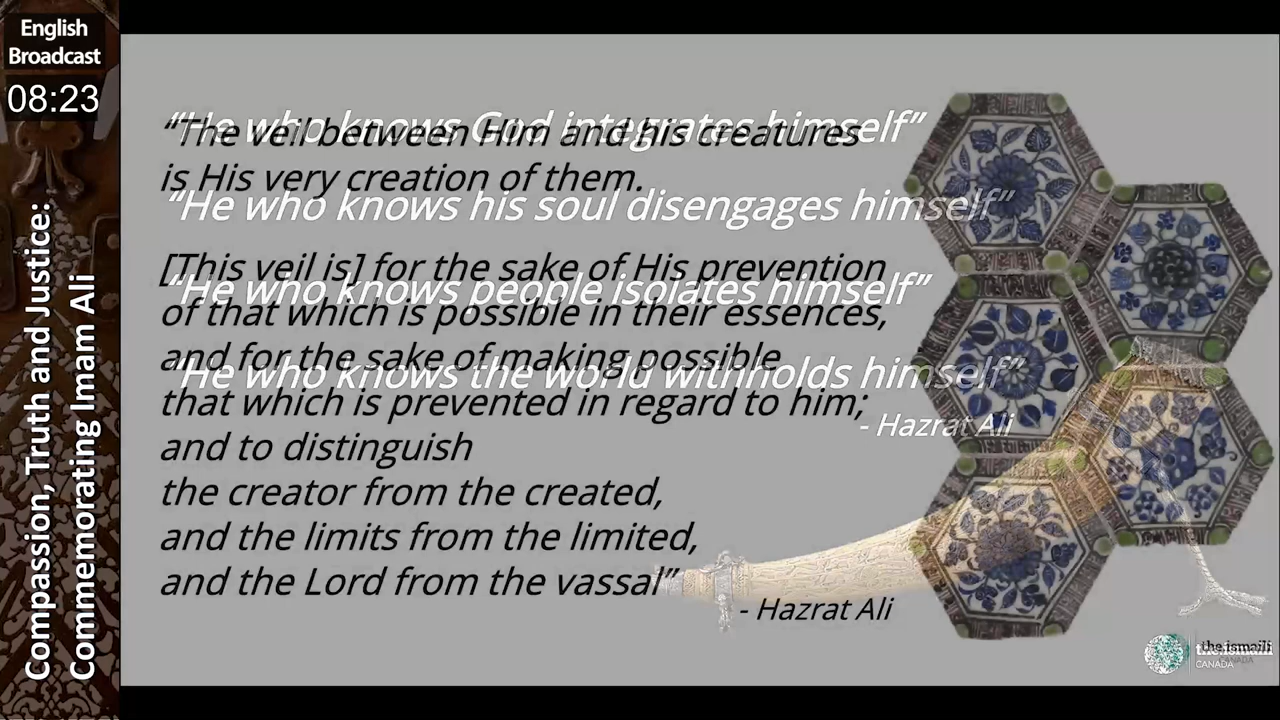 English
Broadcast
08:23
Compassion, Truth and Justice:
Commemorating Imam Ali
“The veil between Him and his creatures
is His very creation of them.
[This veil is] for the sake of His prevention
of that which is possible in their essences,
and for the sake of making possible
that which is prevented in regard to him;
and to distinguish
the creator from the created,
and the limits from the limited,
and the Lord from the vassal”
- Hazrat Ali
“He who knows God integrates himself”
“He who knows his soul disengages himself”
“He who knows people isolates himself”
“He who knows the world withholds himself”
- Hazrat Ali
the.ismaili
CANADA